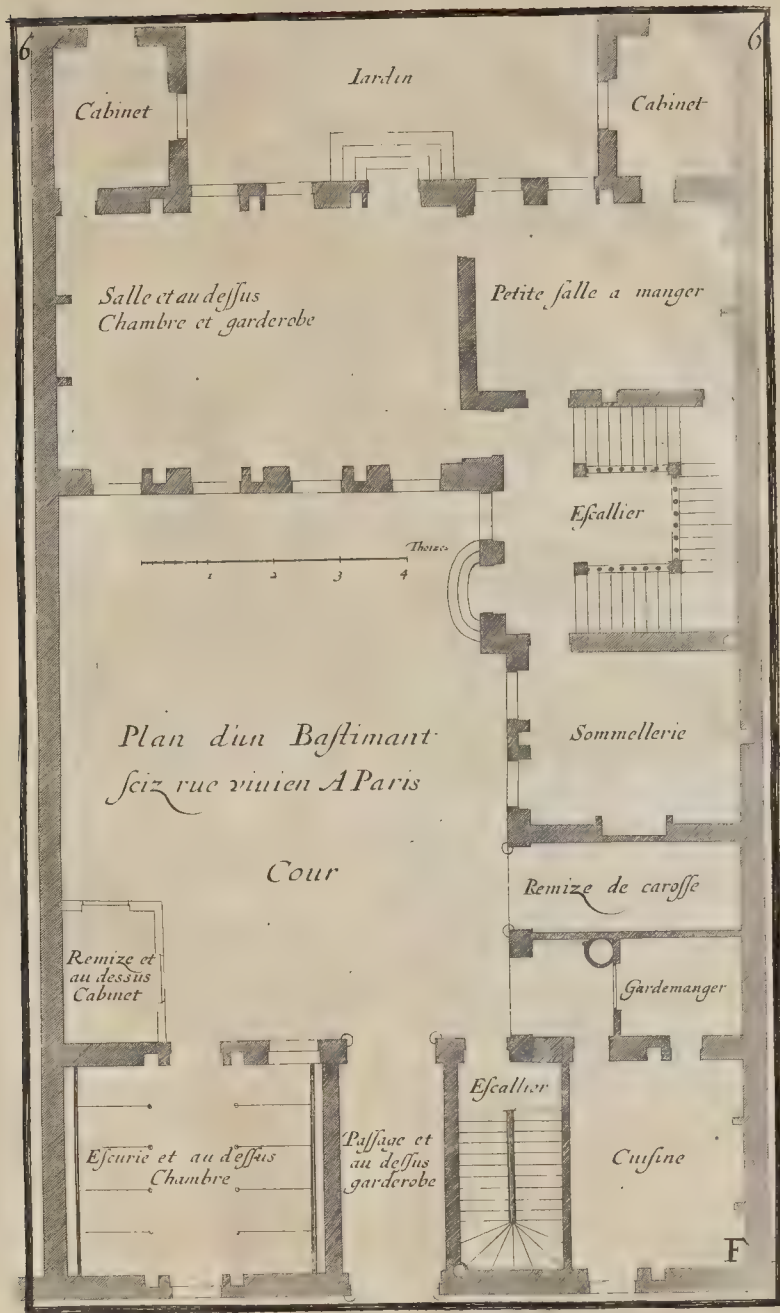 6
6
Iardin
Cabinet
Cabinet
Salle et au deſſus
Chambre et garderobe
Petite ſalle a manger
Eſcallier
Thoizes
1 2 3 4
Plan d'un Baſtimant
ſciz rue viuien A Paris
Sommellerie
Cour
Remize de caroſſe
Remize et
au dessus
Cabinet
Gardemanger
Eſcallier
Eſcurie et au deſſus
Chambre
Paſſage et
au deſſus
garderobe
Cuiſine
F